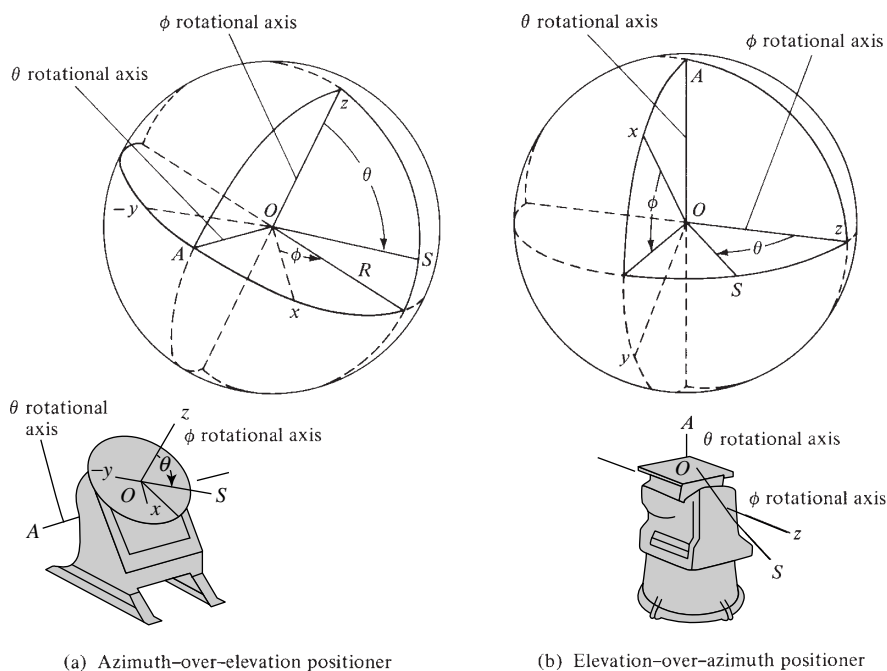 ϕ rotational axis
θ rotational axis
z
θ
O
–y
ϕ
S
A
R
x
(a) Azimuth–over–elevation positioner
θ rotational
axis
z
ϕ rotational axis
–y
θ
O
S
x
A
θ rotational axis
ϕ rotational axis
A
x
ϕ
O
z
θ
S
y
A
θ rotational axis
O
ϕ rotational axis
z
S
(b) Elevation–over–azimuth positioner